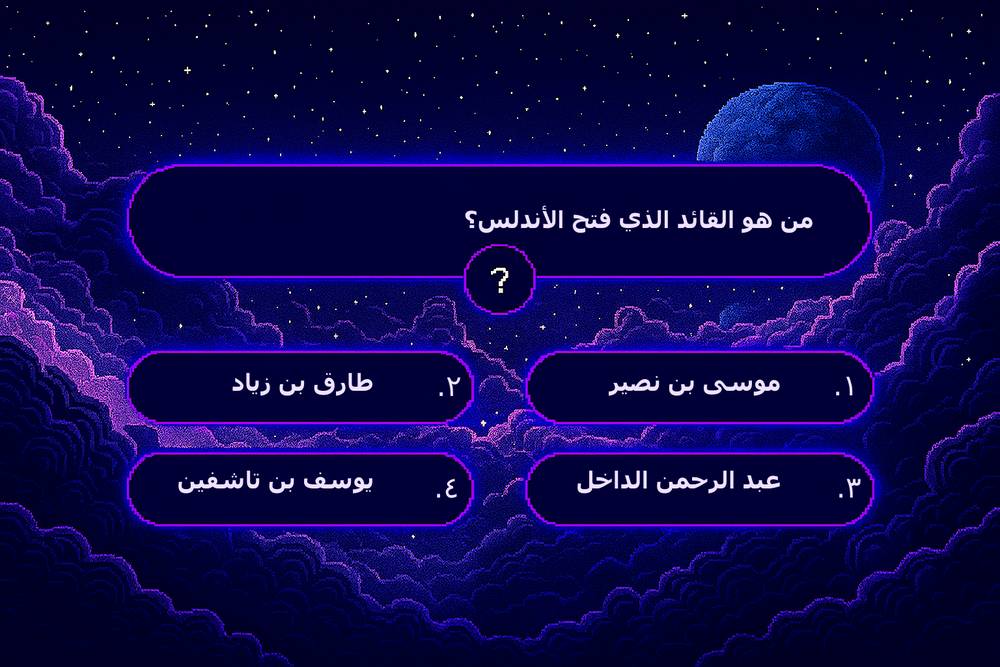 من هو القائد الذي فتح الأندلس؟
?
١. موسى بن نصير
٢. طارق بن زياد
٣. عبد الرحمن الداخل
٤. يوسف بن تاشفين